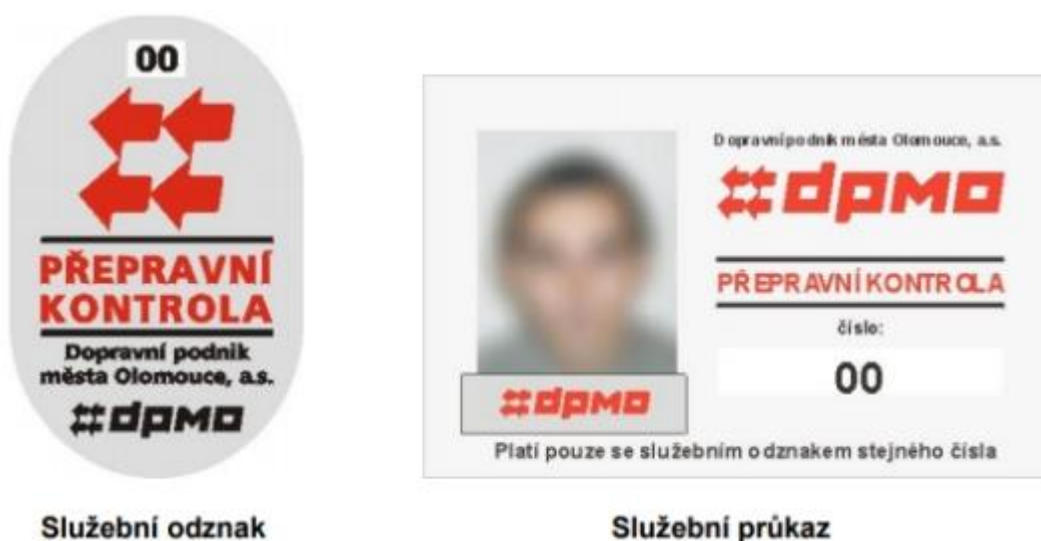 00
PŘEPRAVNÍ
KONTROLA
Dopravní podnik
města Olomouce, a.s.
dpmo
Služební odznak
Dopravní podnik města Olomouce, a.s.
dpmo
PŘEPRAVNÍ KONTROLA
číslo:
00
dpmo
Platí pouze se služebním odznakem stejného čísla
Služební průkaz